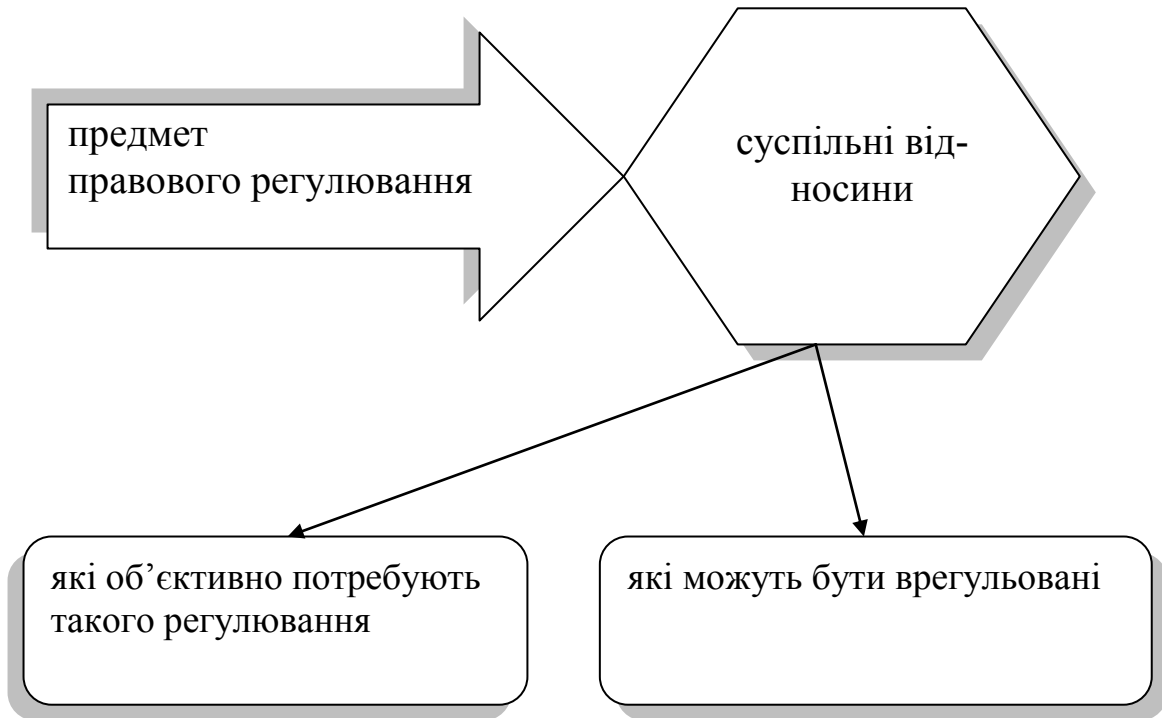 предмет
правового регулювання
суспільні від-
носини
які об’єктивно потребують
такого регулювання
які можуть бути врегульовані